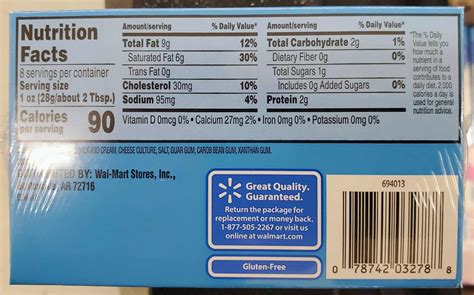 Nutrition
Facts
8 servings per container
Serving size
1 oz (28g/about 2 Tbsp.)
Calories
per serving
90
Amount/serving % Daily Value*
Total Fat 9g 12%
Saturated Fat 6g 30%
Trans Fat 0g
Cholesterol 30mg 10%
Sodium 95mg 4%
Amount/serving % Daily Value*
Total Carbohydrate 2g 1%
Dietary Fiber 0g 0%
Total Sugars 1g
Includes 0g Added Sugars 0%
Protein 2g
Vitamin D 0mcg 0% • Calcium 27mg 2% • Iron 0mg 0% • Potassium 0mg 0%
*The % Daily
Value tells you
how much a
nutrient in a
serving of food
contributes to a
daily diet. 2,000
calories a day is
used for general
nutrition advice.
MILK AND CREAM, CHEESE CULTURE, SALT, GUAR GUM, CAROB BEAN GUM, XANTHAN GUM.
BY: Wal-Mart Stores, Inc.,
AR 72716
Great Quality.
Guaranteed.
Return the package for
replacement or money back.
1-877-505-2267 or visit us
online at walmart.com
Gluten-Free
694013
0 78742 03278 8